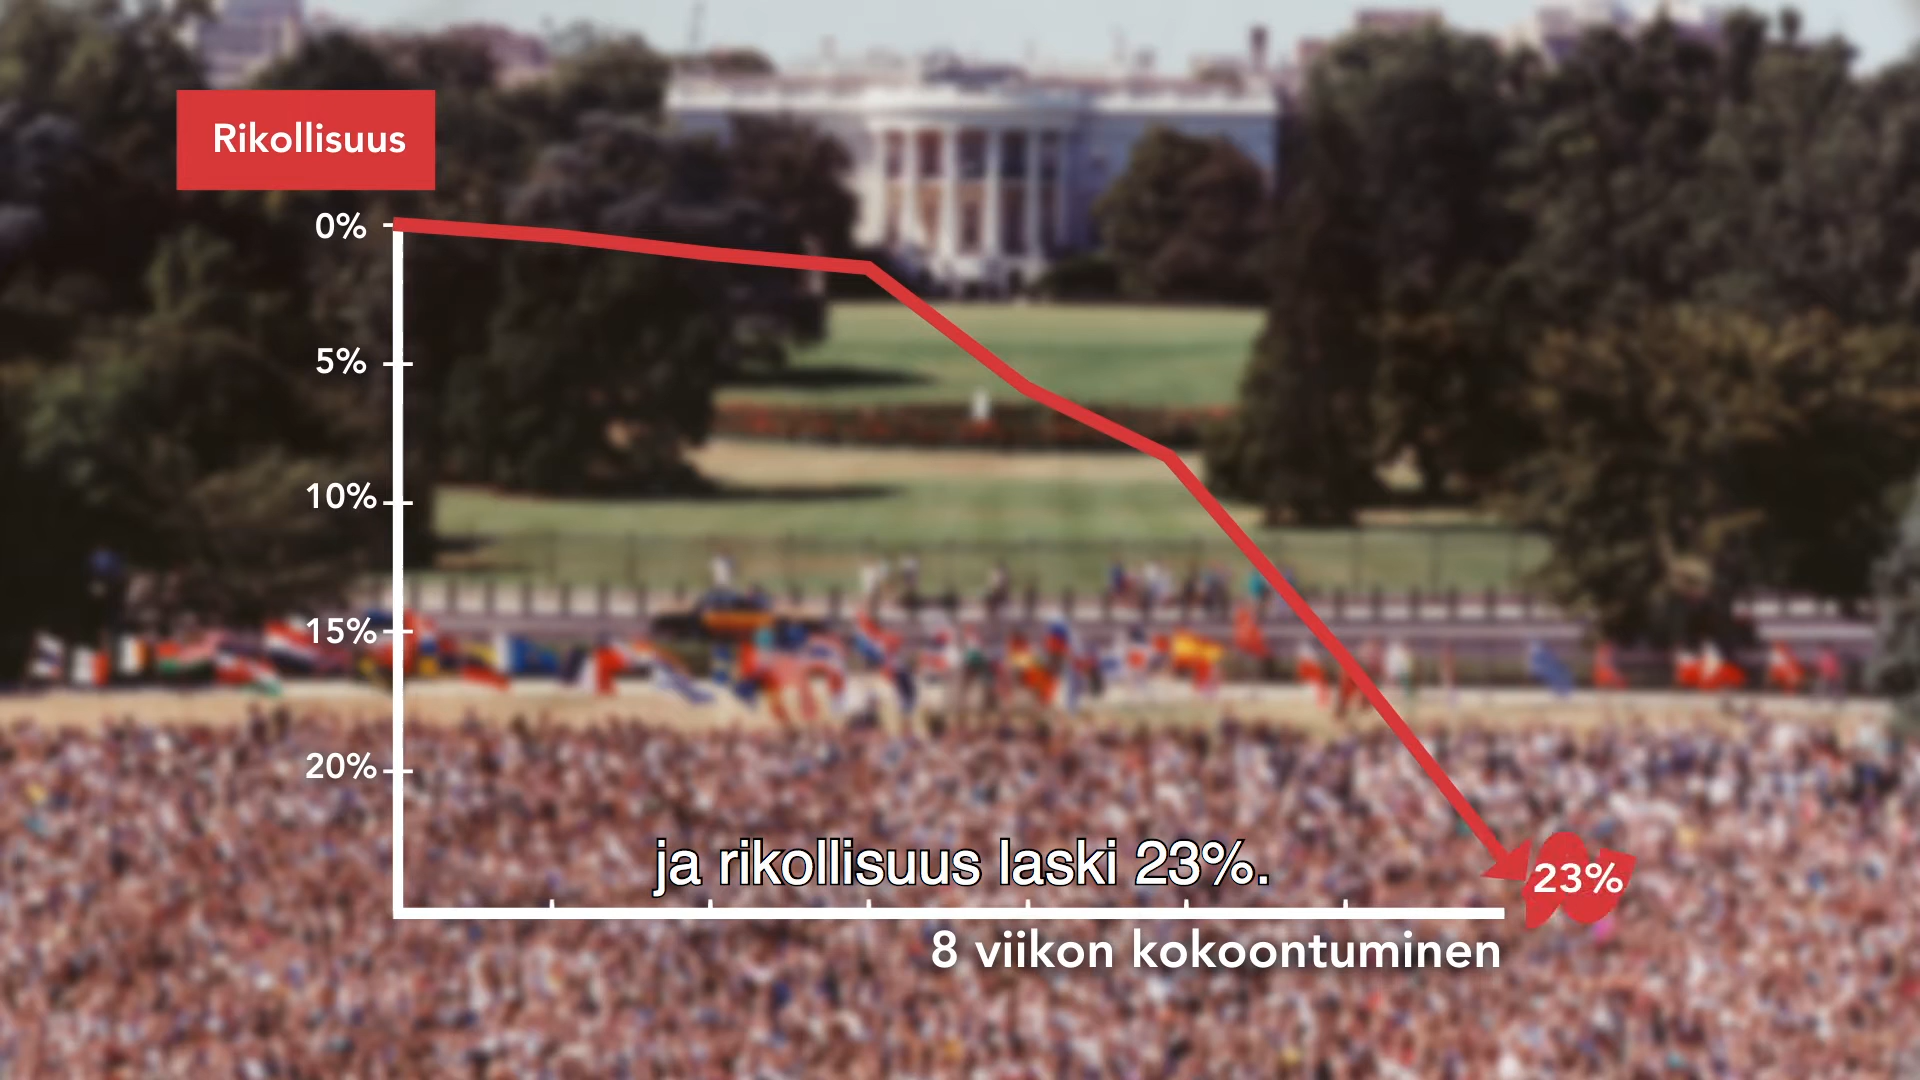 Rikollisuus
0%
5%
10%
15%
20%
ja rikollisuus laski 23%.
23%
8 viikon kokoontuminen